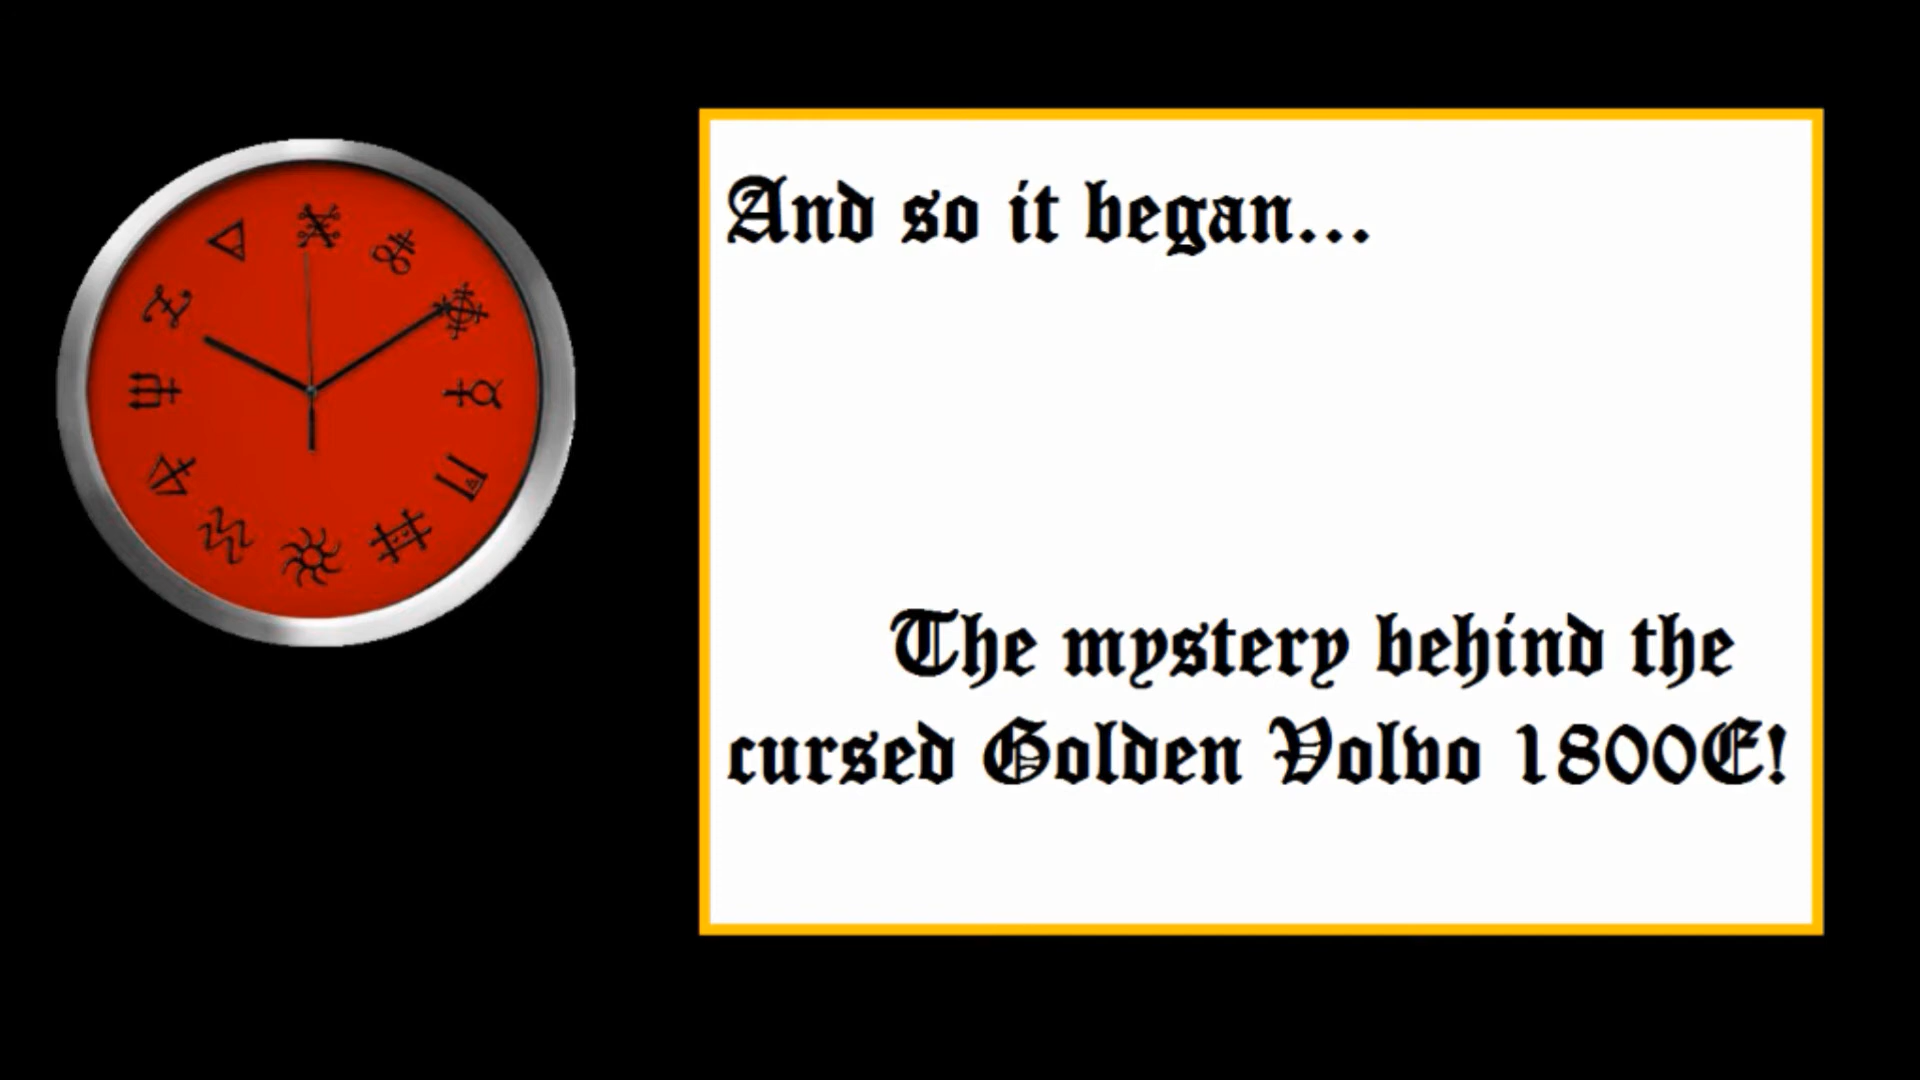 And so it began...
The mystery behind the
cursed Golden Volvo 1800E!